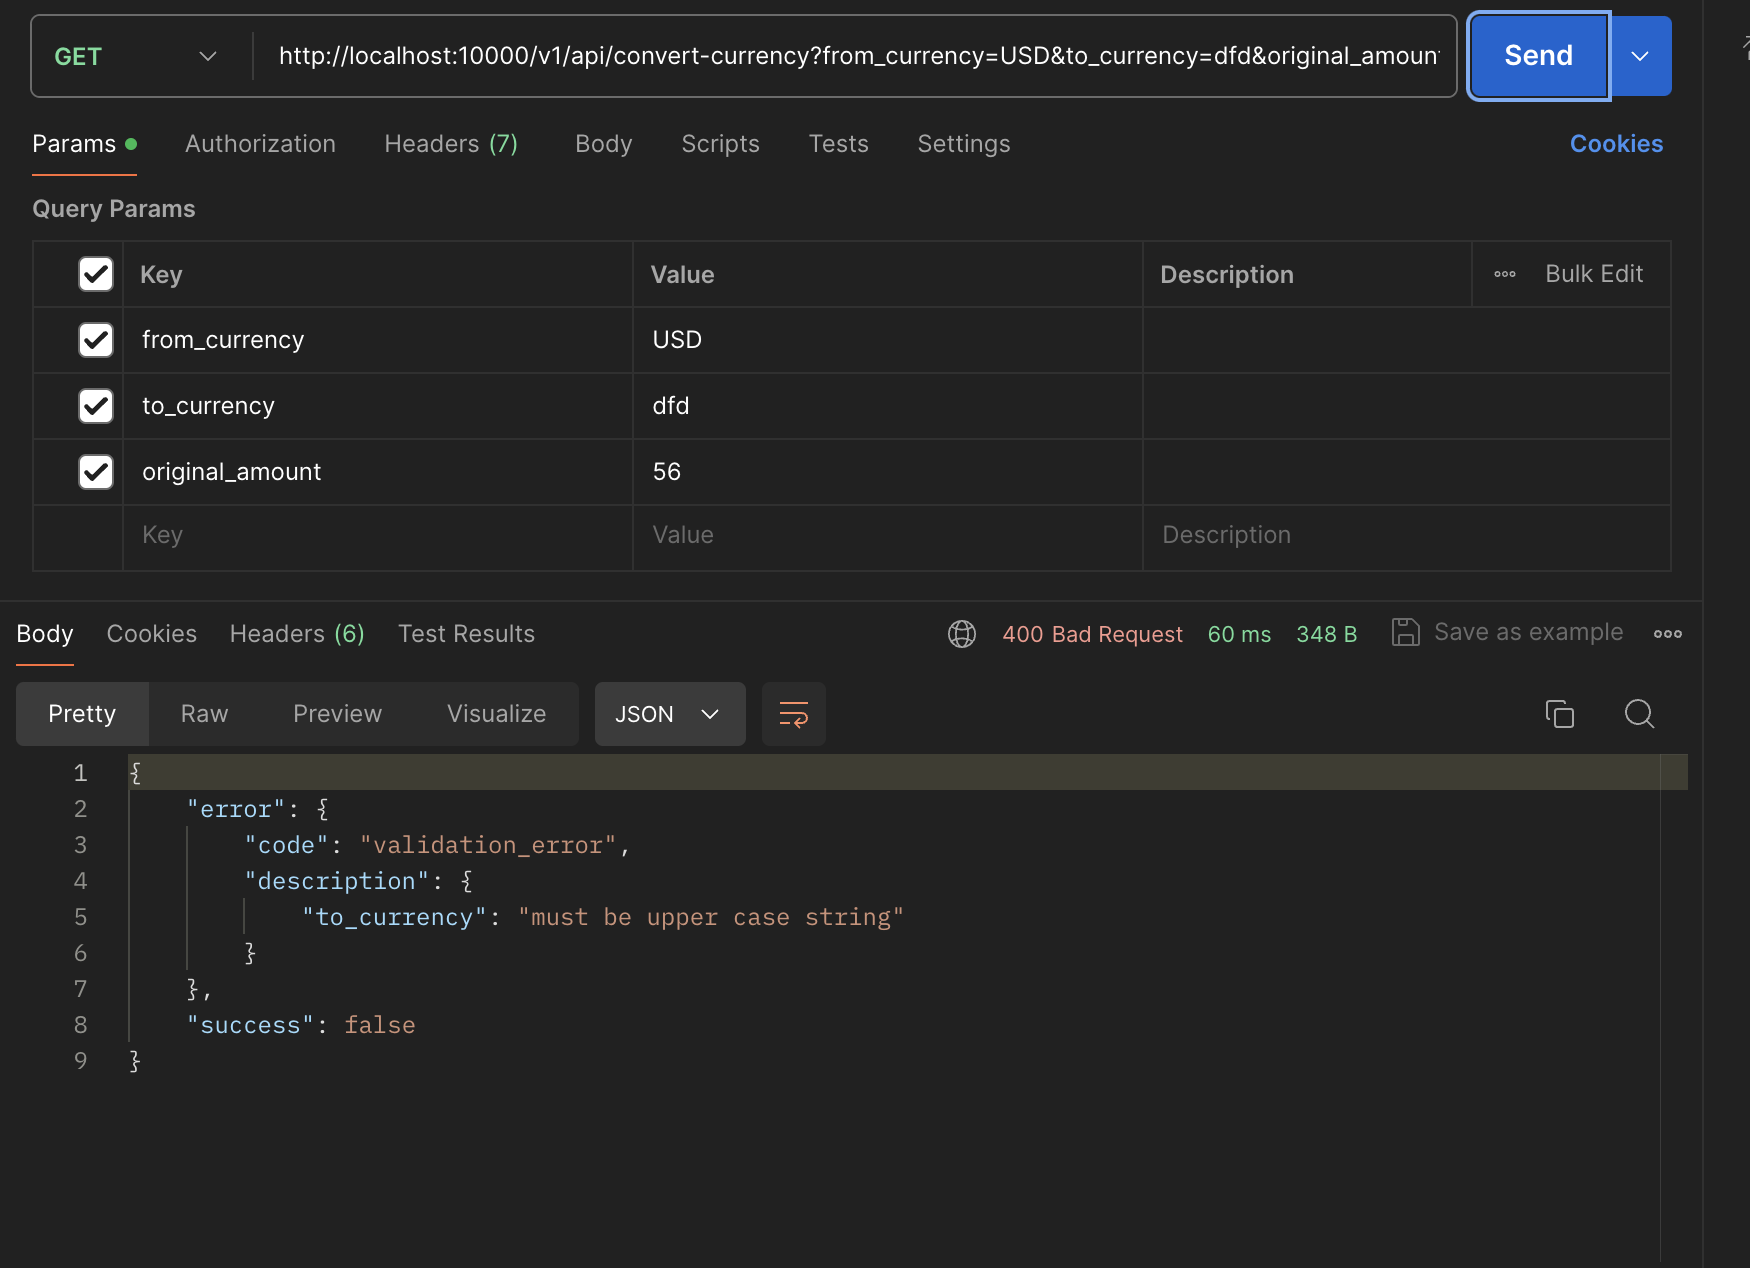 GET http://localhost:10000/v1/api/convert-currency?from_currency=USD&to_currency=dfd&original_amount Send
Params Authorization Headers (7) Body Scripts Tests Settings Cookies
Query Params
Key Value Description Bulk Edit
from_currency USD
to_currency dfd
original_amount 56
Key Value Description
Body Cookies Headers (6) Test Results 400 Bad Request 60 ms 348 B Save as example
Pretty Raw Preview Visualize JSON
1 {
2 "error": {
3 "code": "validation_error",
4 "description": {
5 "to_currency": "must be upper case string"
6 }
7 },
8 "success": false
9 }